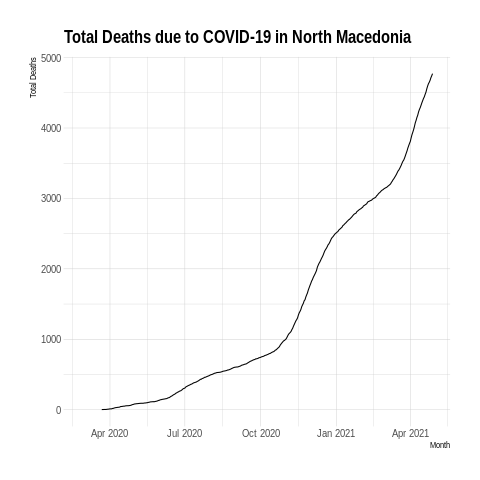 Total Deaths due to COVID-19 in North Macedonia
Total Deaths
5000
4000
3000
2000
1000
0
Apr 2020
Jul 2020
Oct 2020
Jan 2021
Apr 2021
Month